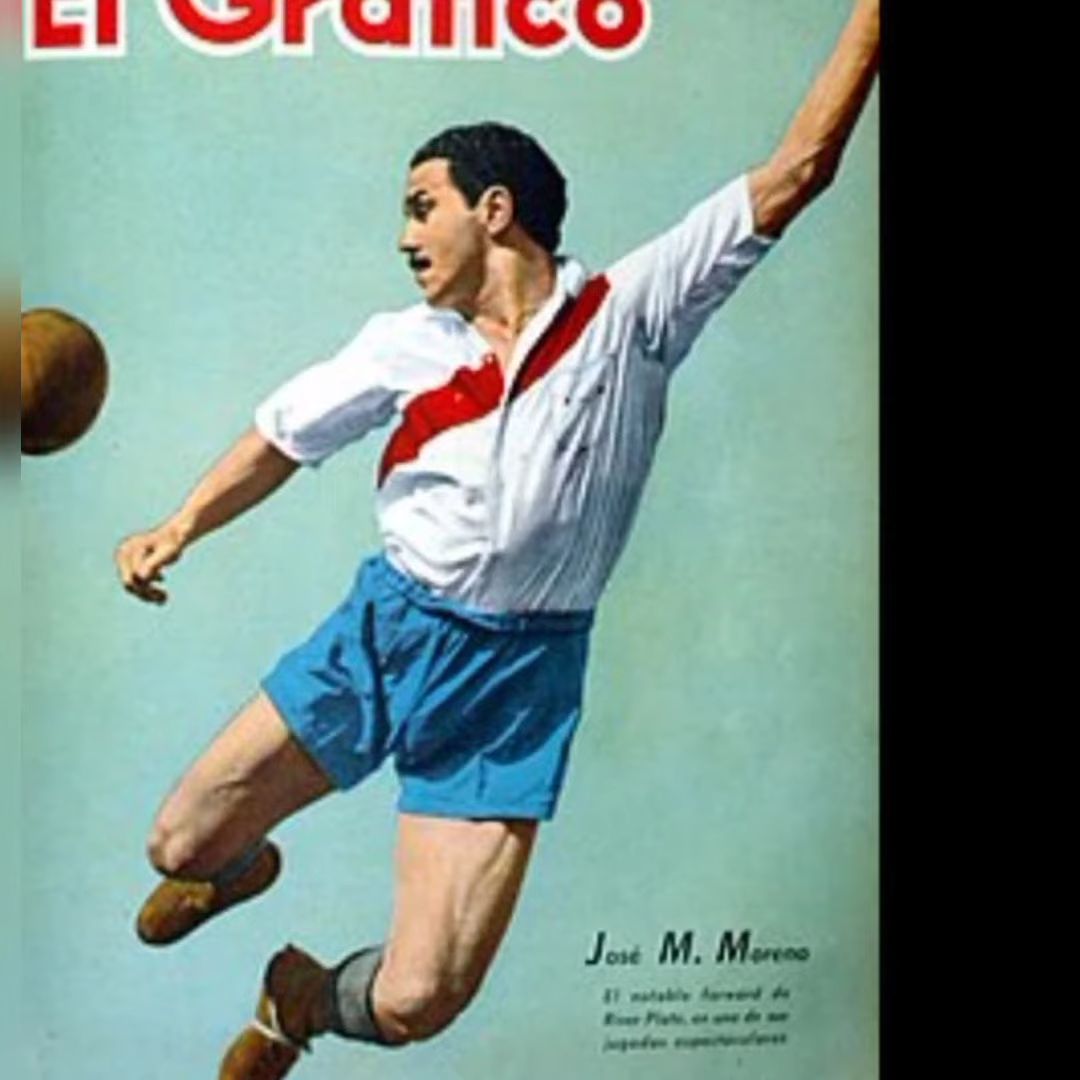 El Gráfico
José M. Moreno
El notable forward de
River Plate, en una de sus
jugadas espectaculares